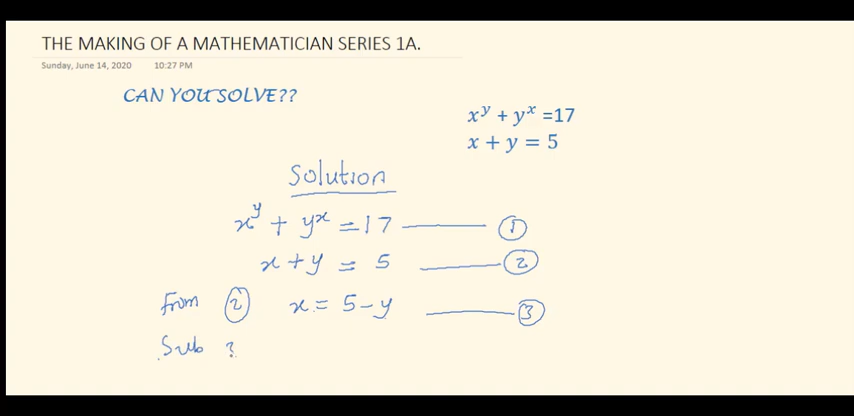 THE MAKING OF A MATHEMATICIAN SERIES 1A.
Sunday, June 14, 2020 10:27 PM
CAN YOU SOLVE??
x^y + y^x =17
x + y = 5
Solution
x^y + y^x = 17 ——— ①
x + y = 5 ——— ②
From ② x = 5 - y ——— ③
Sub 3